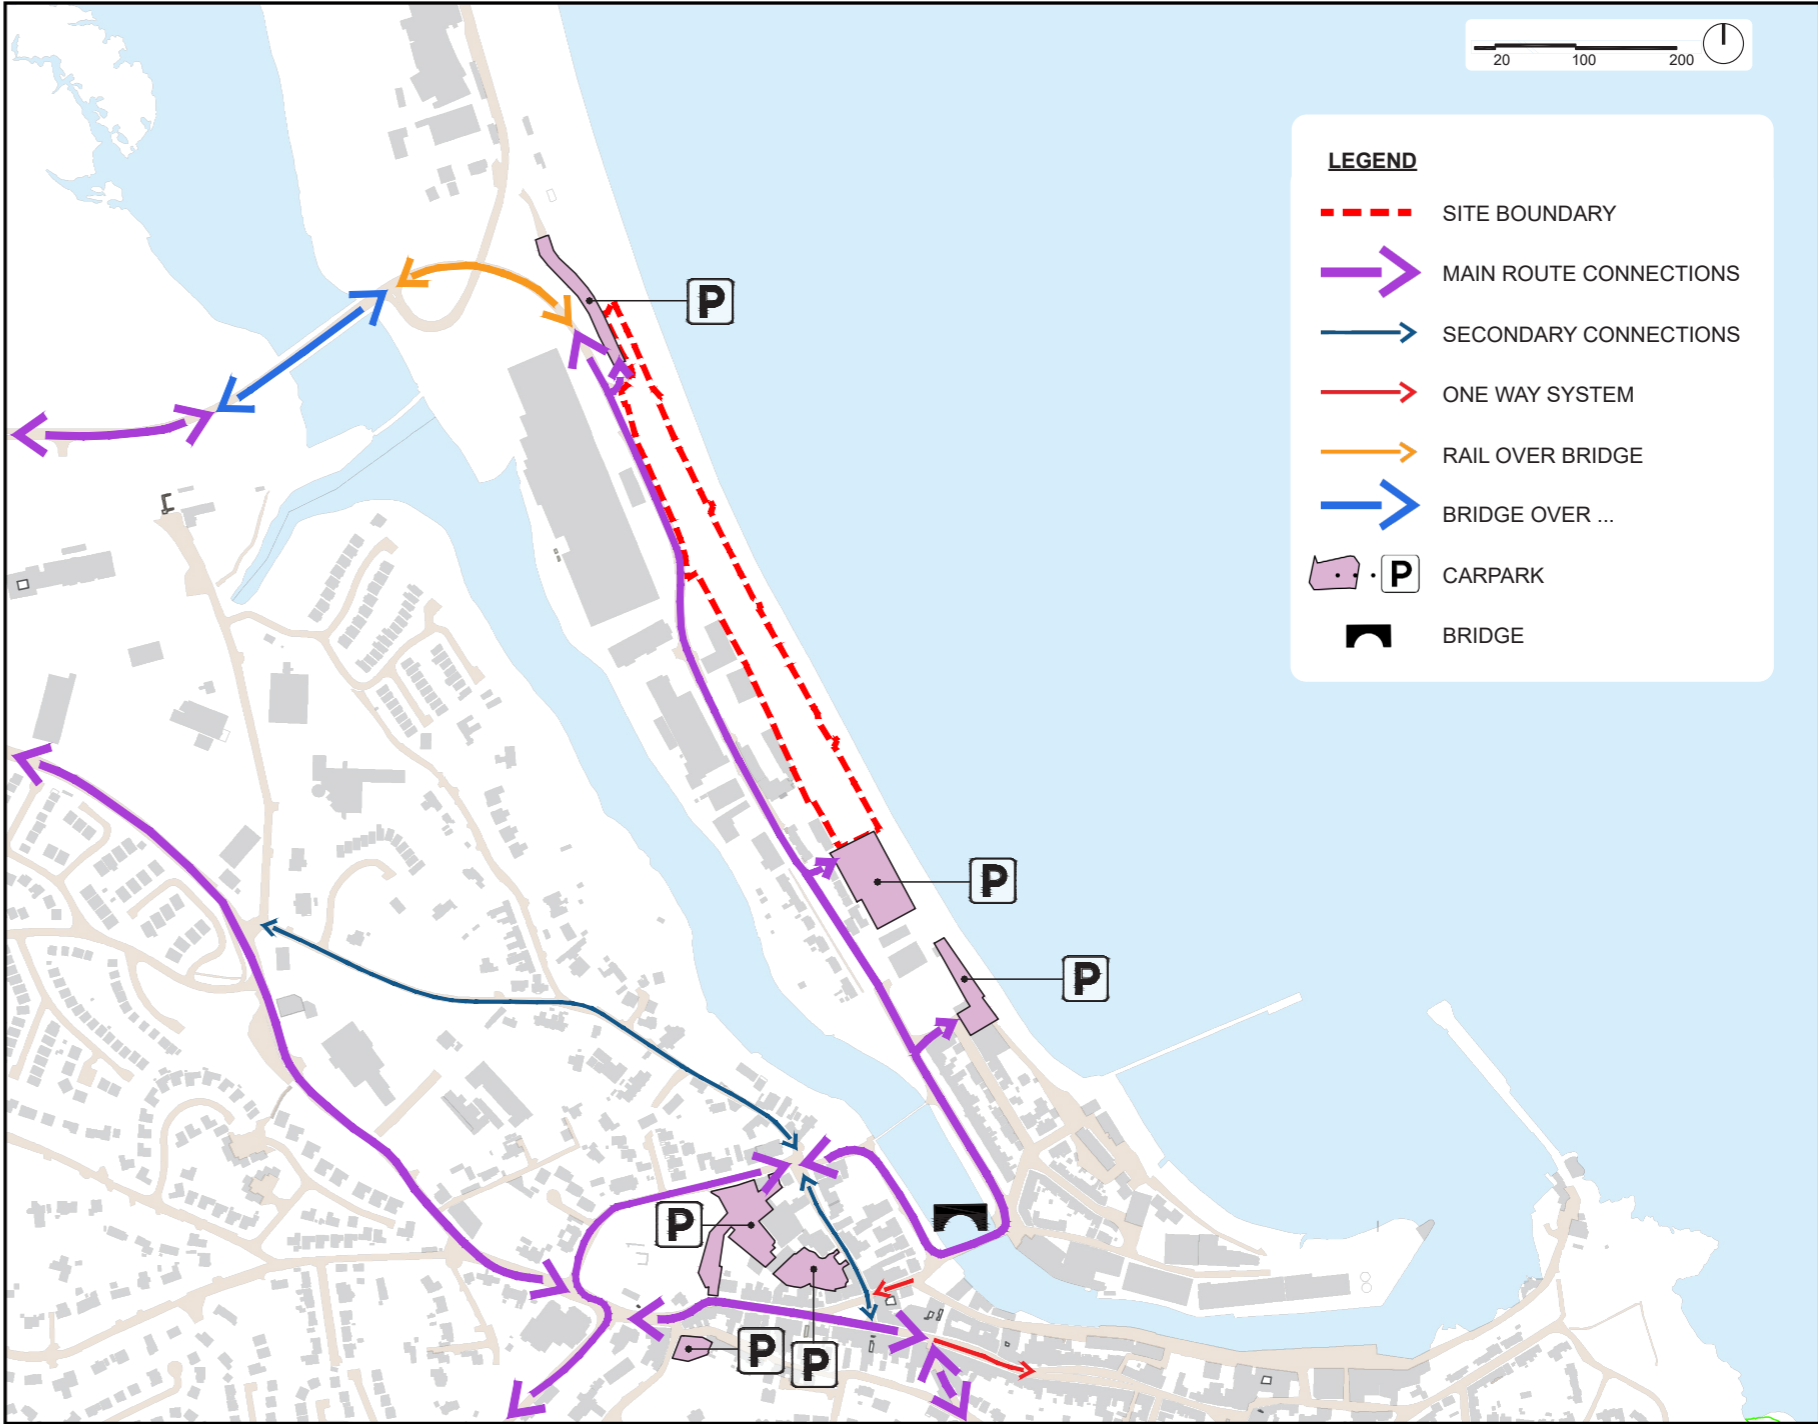 20 100 200
LEGEND
SITE BOUNDARY
MAIN ROUTE CONNECTIONS
SECONDARY CONNECTIONS
ONE WAY SYSTEM
RAIL OVER BRIDGE
BRIDGE OVER ...
P CARPARK
BRIDGE
P
P
P
P
P
P